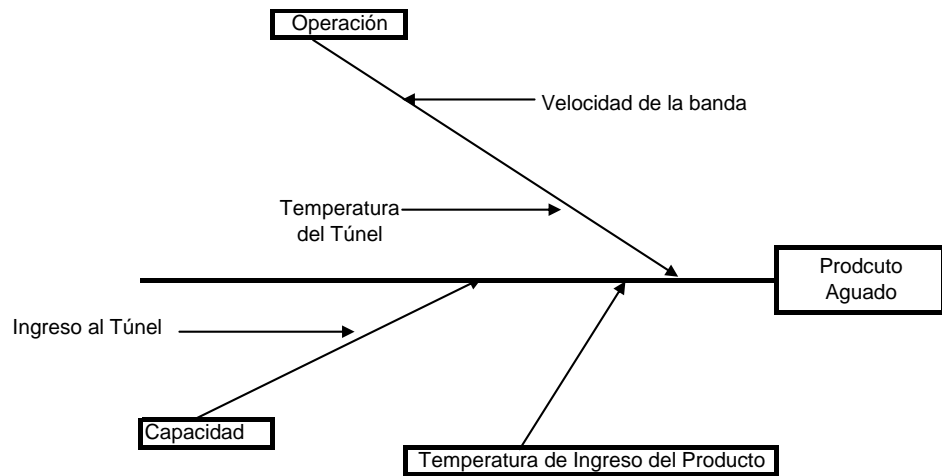 Operación
Velocidad de la banda
Temperatura
del Túnel
Prodcuto
Aguado
Ingreso al Túnel
Capacidad
Temperatura de Ingreso del Producto